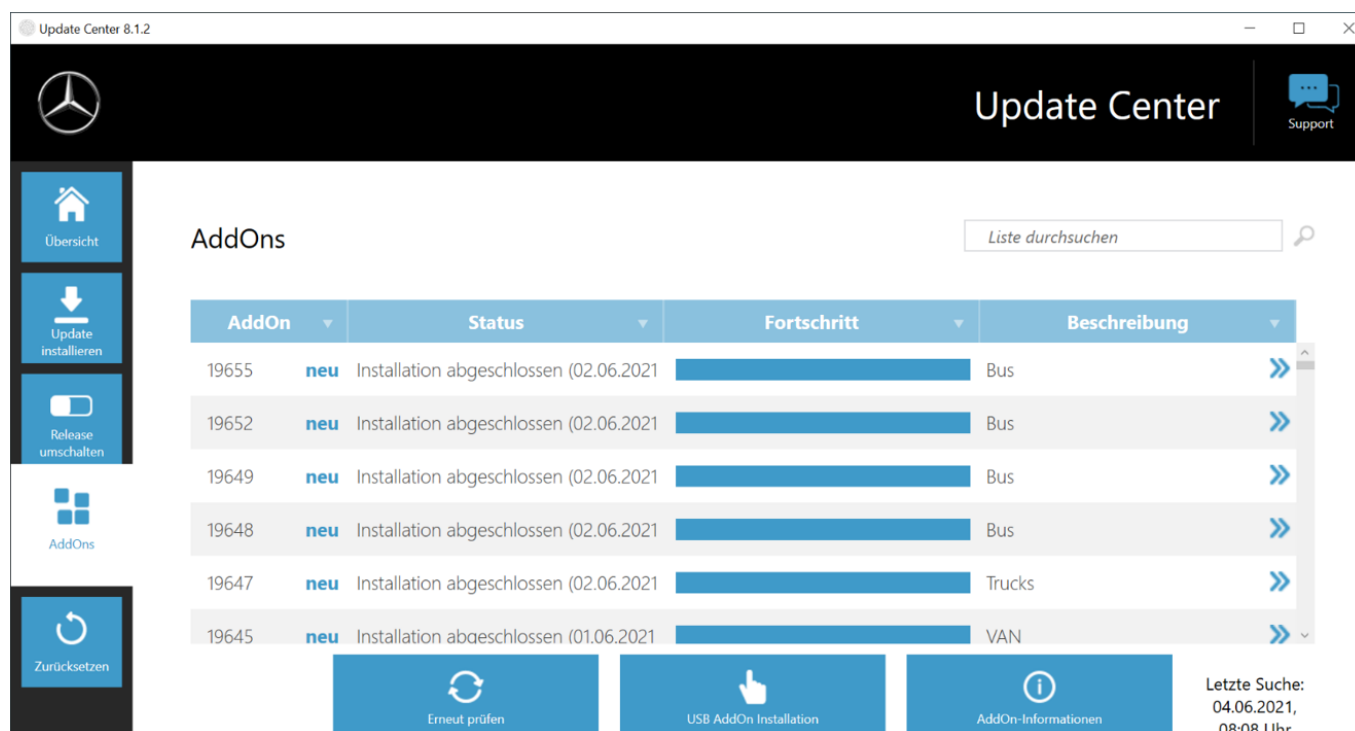 Update Center 8.1.2
Update Center
Support
Übersicht
Update
installieren
Release
umschalten
AddOns
Zurücksetzen
AddOns
Liste durchsuchen
AddOn Status Fortschritt Beschreibung
19655 neu Installation abgeschlossen (02.06.2021 Bus
19652 neu Installation abgeschlossen (02.06.2021 Bus
19649 neu Installation abgeschlossen (02.06.2021 Bus
19648 neu Installation abgeschlossen (02.06.2021 Bus
19647 neu Installation abgeschlossen (02.06.2021 Trucks
19645 neu Installation abgeschlossen (01.06.2021 VAN
Erneut prüfen
USB AddOn Installation
AddOn-Informationen
Letzte Suche:
04.06.2021,
08:08 Uhr